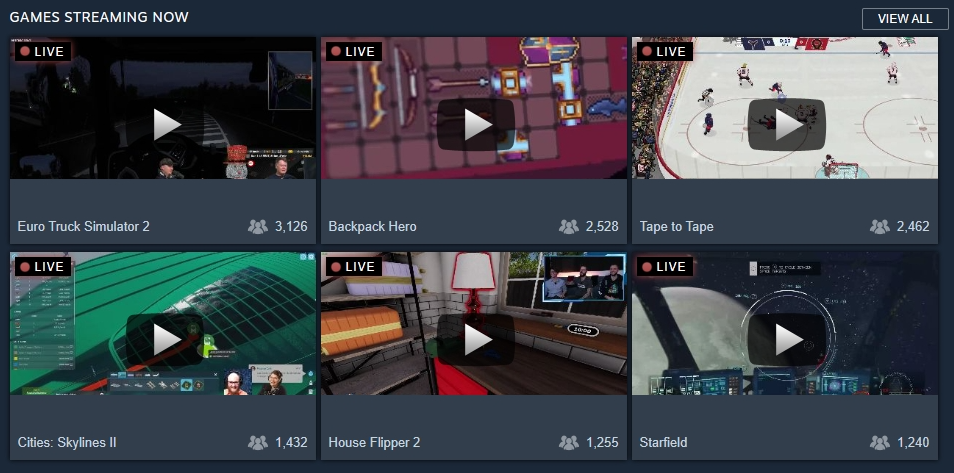 GAMES STREAMING NOW
VIEW ALL
LIVE
LIVE
LIVE
Euro Truck Simulator 2
3,126
Backpack Hero
2,528
Tape to Tape
2,462
LIVE
LIVE
10:00
LIVE
Cities: Skylines II
1,432
House Flipper 2
1,255
Starfield
1,240